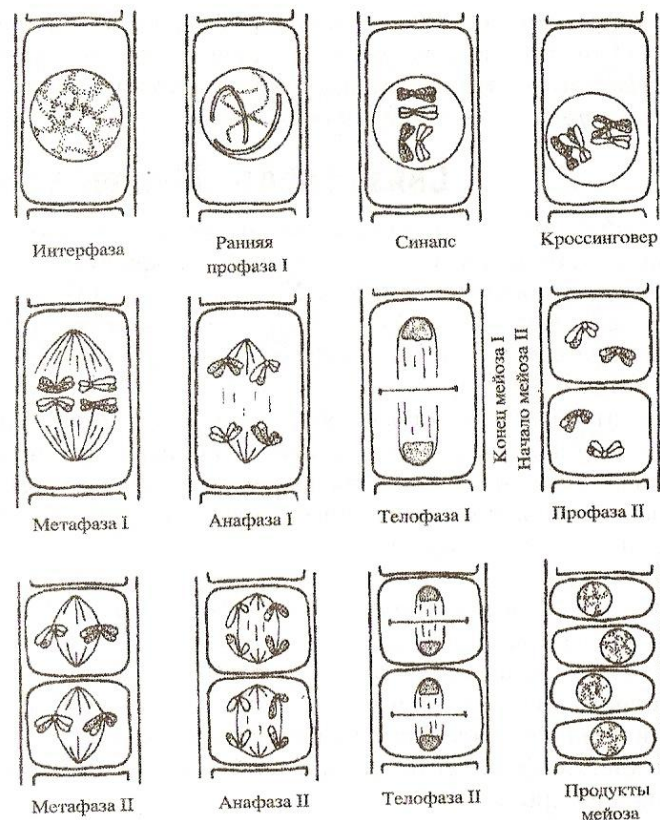 Интерфаза
Ранняя
профаза I
Синапс
Кроссинговер
Метафаза I
Анафаза I
Телофаза I
Конец мейоза I
Начало мейоза II
Профаза II
Метафаза II
Анафаза II
Телофаза II
Продукты
мейоза